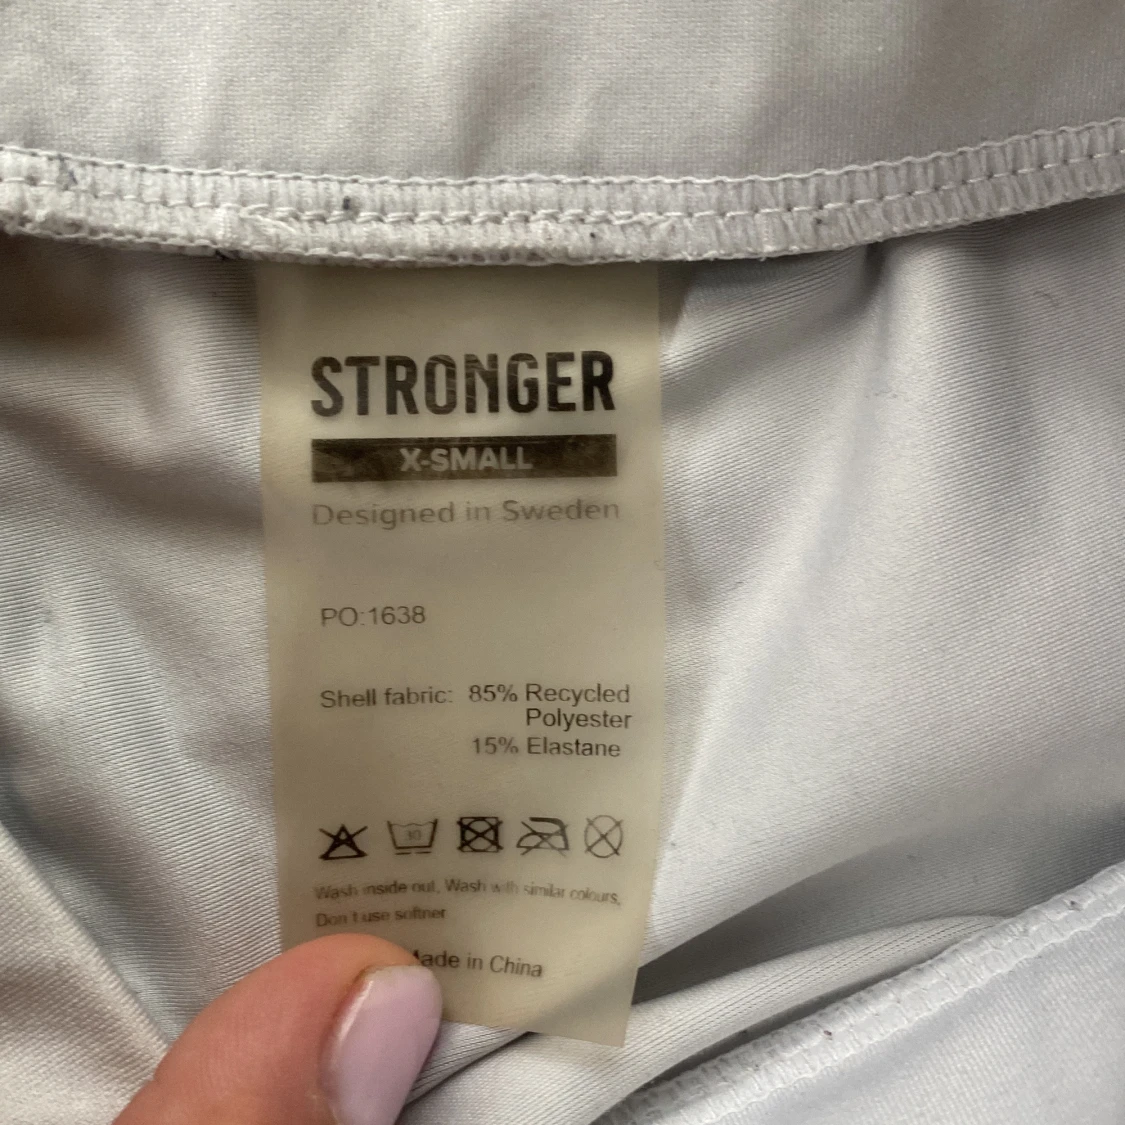 STRONGER
X-SMALL
Designed in Sweden
PO:1638
Shell fabric: 85% Recycled
Polyester
15% Elastane
30
Wash inside out, Wash with similar colours,
Don't use softner
Made in China